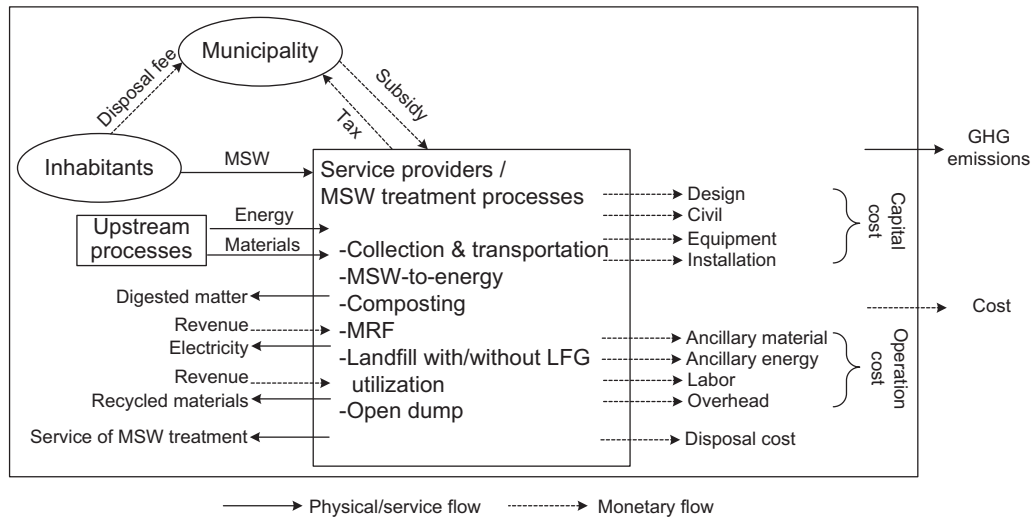 Municipality
Disposal fee
Subsidy
Tax
Inhabitants
MSW
Service providers /
MSW treatment processes
-Collection & transportation
-MSW-to-energy
-Composting
-MRF
-Landfill with/without LFG
utilization
-Open dump
Upstream
processes
Energy
Materials
Digested matter
Revenue
Electricity
Revenue
Recycled materials
Service of MSW treatment
Design
Civil
Equipment
Installation
Capital
cost
Ancillary material
Ancillary energy
Labor
Overhead
Operation
cost
Disposal cost
GHG
emissions
Cost
Physical/service flow
Monetary flow